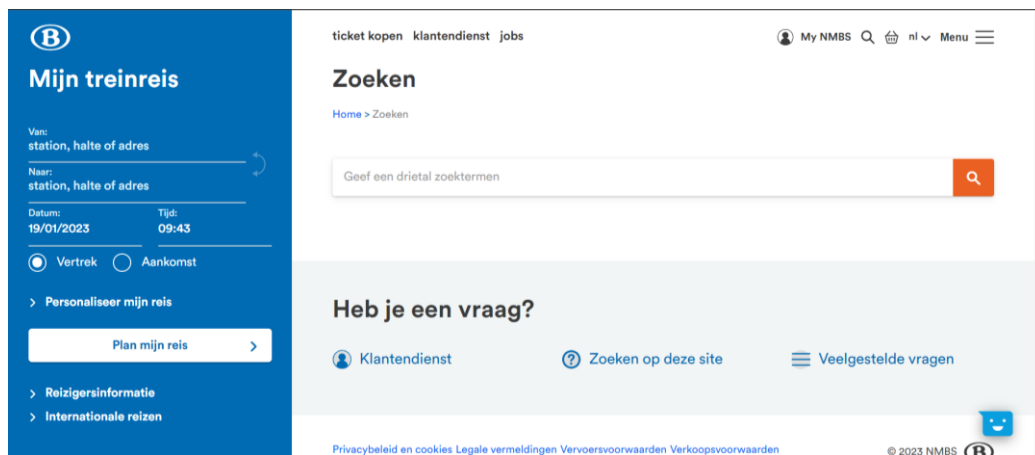 B
Mijn treinreis
Van:
station, halte of adres
Naar:
station, halte of adres
Datum: Tijd:
19/01/2023 09:43
Vertrek Aankomst
Personaliseer mijn reis
Plan mijn reis
Reizigersinformatie
Internationale reizen
ticket kopen klantendienst jobs
My NMBS nl Menu
Zoeken
Home > Zoeken
Geef een drietal zoektermen
Heb je een vraag?
Klantendienst Zoeken op deze site Veelgestelde vragen
Privacybeleid en cookies Legale vermeldingen Vervoersvoorwaarden Verkoopsvoorwaarden
© 2023 NMBS B